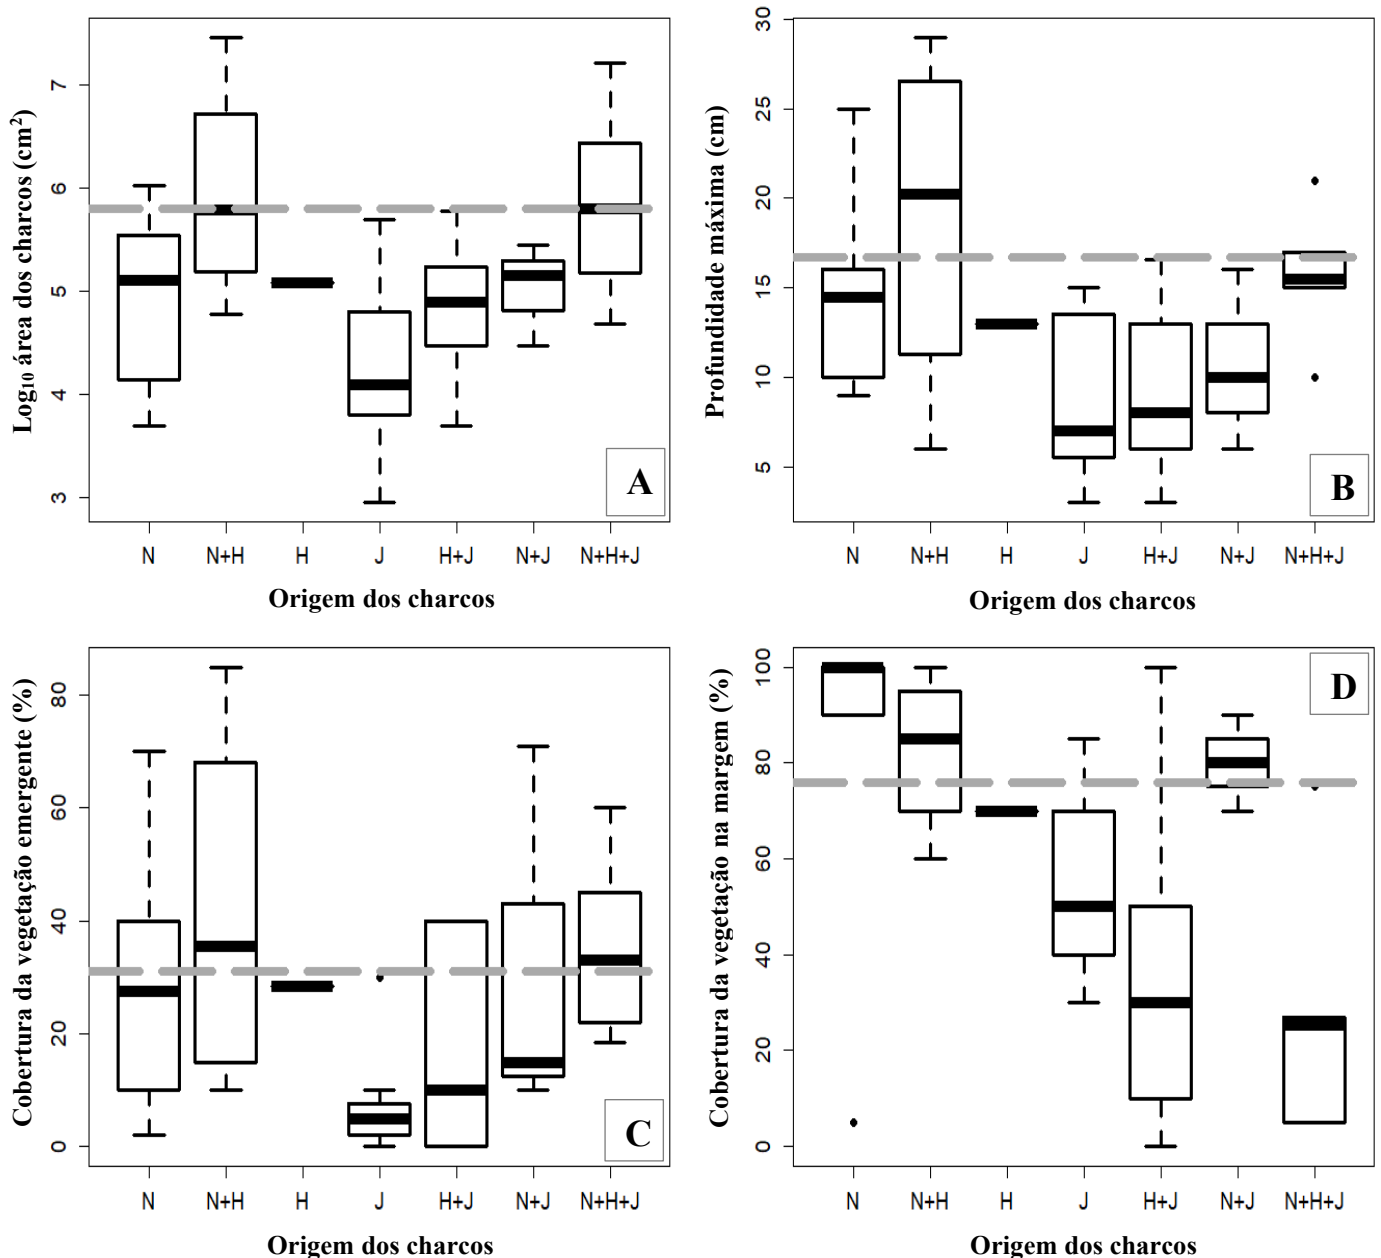 Log₁₀ área dos charcos (cm²)
7
6
5
4
3
A
N N+H H J H+J N+J N+H+J
Origem dos charcos
Profundidade máxima (cm)
30
25
20
15
10
5
B
N N+H H J H+J N+J N+H+J
Origem dos charcos
Cobertura da vegetação emergente (%)
80
60
40
20
0
C
N N+H H J H+J N+J N+H+J
Origem dos charcos
Cobertura da vegetação na margem (%)
100
80
60
40
20
0
D
N N+H H J H+J N+J N+H+J
Origem dos charcos